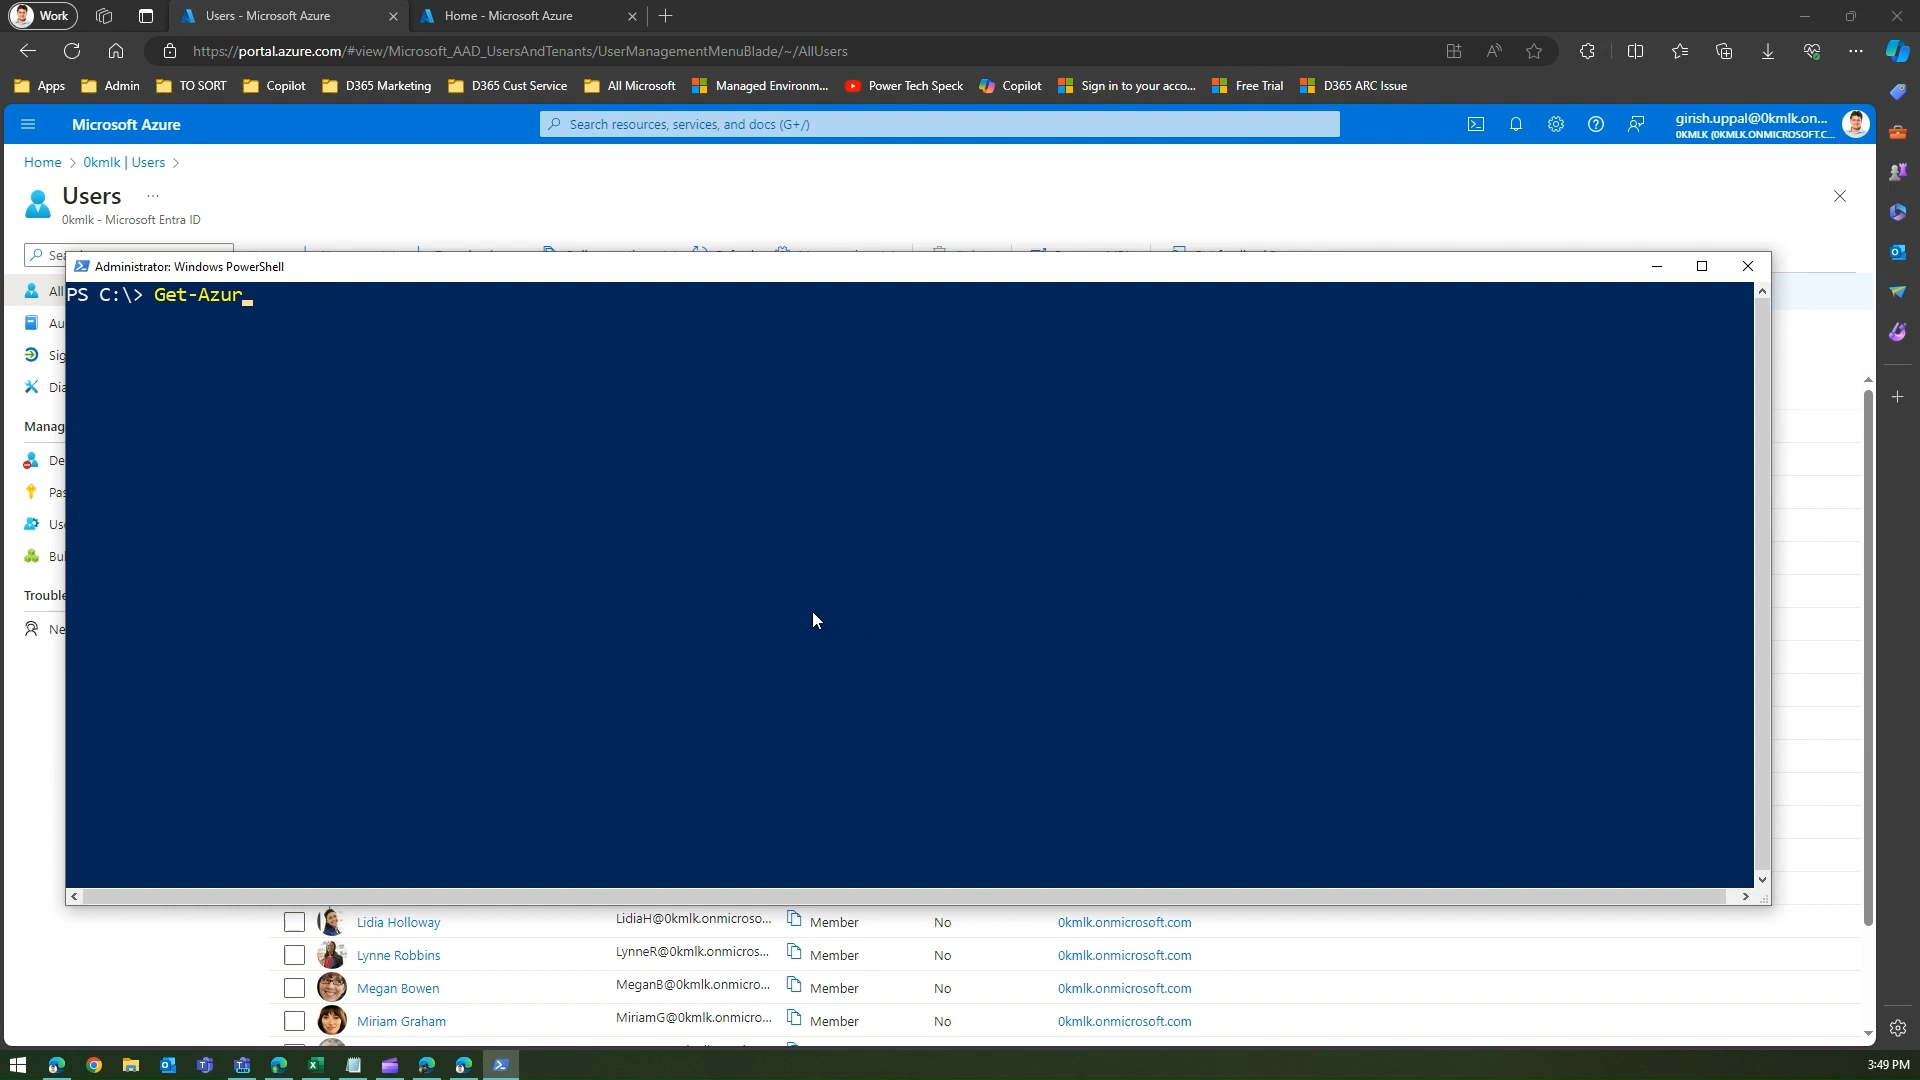 Work
Users - Microsoft Azure
Home - Microsoft Azure
https://portal.azure.com/#view/Microsoft_AAD_UsersAndTenants/UserManagementMenuBlade/~/AllUsers
Apps
Admin
TO SORT
Copilot
D365 Marketing
D365 Cust Service
All Microsoft
Managed Environm...
Power Tech Speck
Copilot
Sign in to your acco...
Free Trial
D365 ARC Issue
Microsoft Azure
Search resources, services, and docs (G+/)
girish.uppal@0kmlk.on...
0KMLK (0KMLK.ONMICROSOFT.C...
Home > 0kmlk | Users >
Users ...
0kmlk - Microsoft Entra ID
Administrator: Windows PowerShell
PS C:\> Get-Azur_
All
Manag
Trouble
Lidia Holloway LidiaH@0kmlk.onmicroso... Member No 0kmlk.onmicrosoft.com
Lynne Robbins LynneR@0kmlk.onmicros... Member No 0kmlk.onmicrosoft.com
Megan Bowen MeganB@0kmlk.onmicro... Member No 0kmlk.onmicrosoft.com
Miriam Graham MiriamG@0kmlk.onmicro... Member No 0kmlk.onmicrosoft.com
3:49 PM